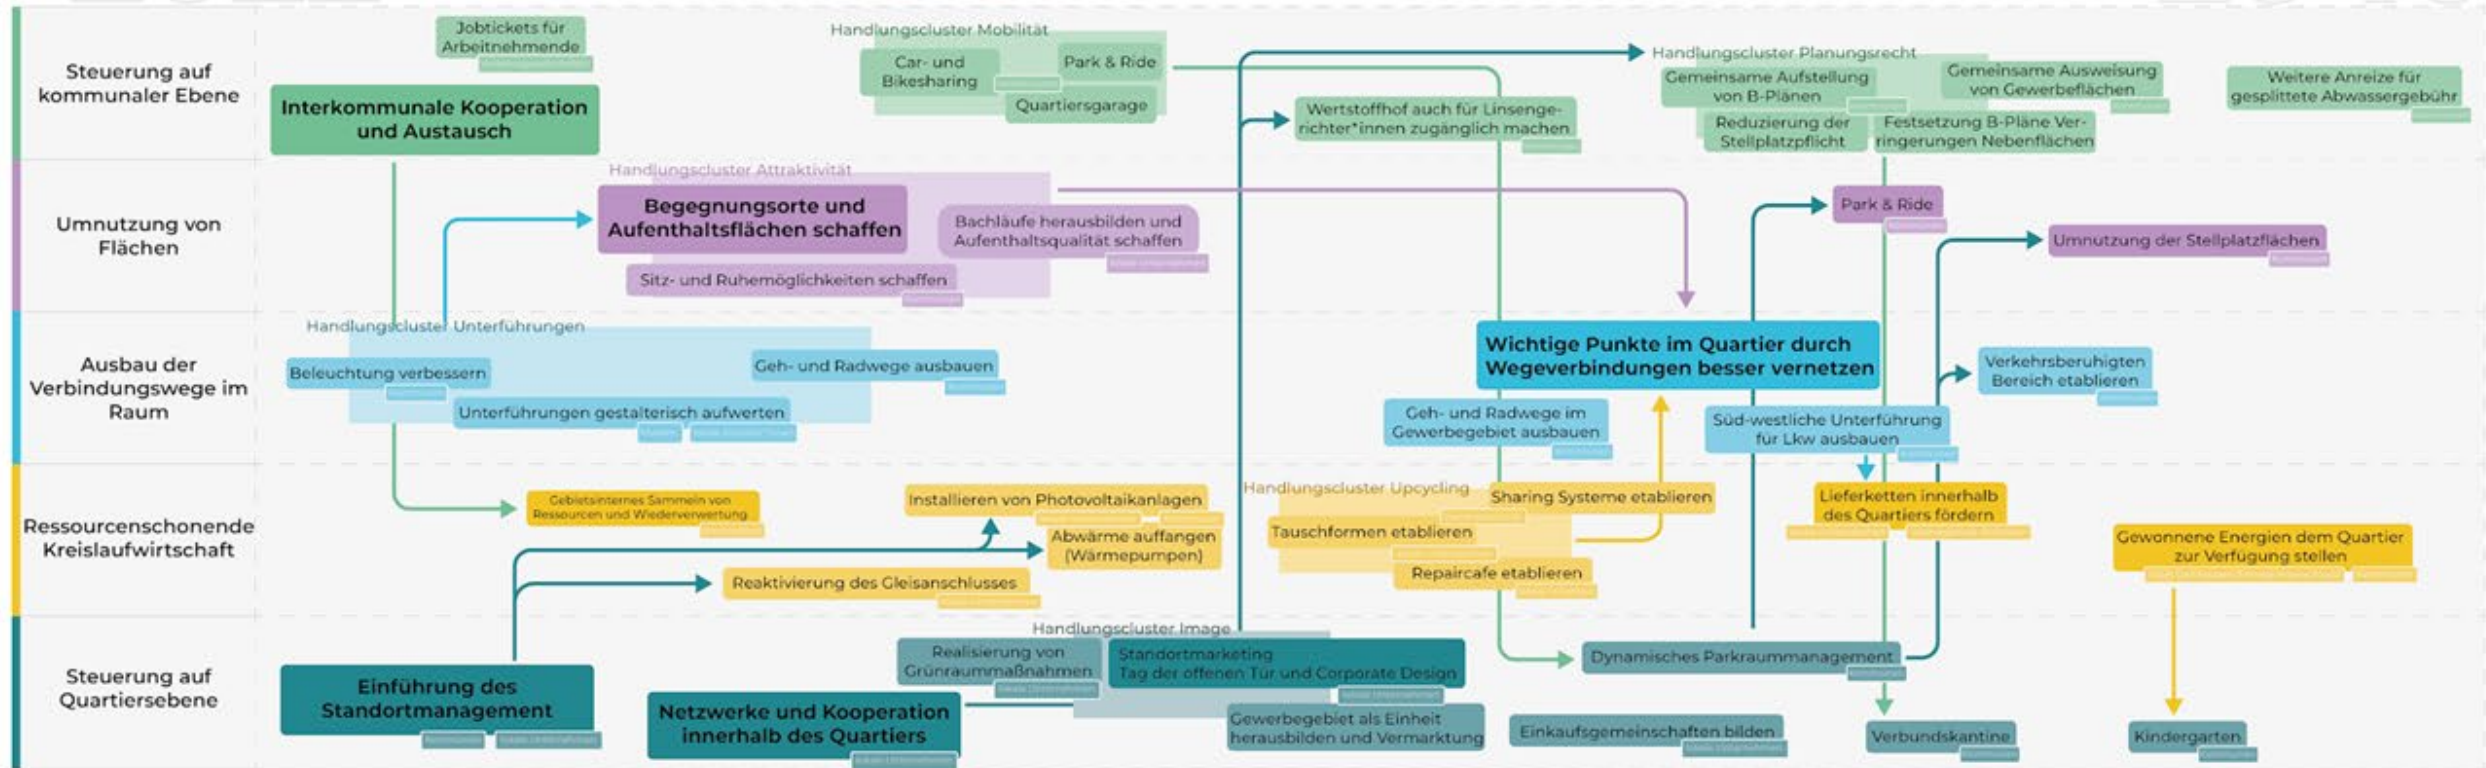 Steuerung auf
kommunaler Ebene
Jobtickets für
Arbeitnehmende
Interkommunale Kooperation
und Austausch
Handlungscluster Mobilität
Car- und
Bikesharing
Park & Ride
Quartiersgarage
Wertstoffhof auch für Linsenge-
richter*innen zugänglich machen
Handlungscluster Planungsrecht
Gemeinsame Aufstellung
von B-Plänen
Gemeinsame Ausweisung
von Gewerbeflächen
Reduzierung der
Stellplatzpflicht
Festsetzung B-Pläne Ver-
ringerungen Nebenflächen
Weitere Anreize für
gesplittete Abwassergebühr
Umnutzung von
Flächen
Handlungscluster Attraktivität
Begegnungsorte und
Aufenthaltsflächen schaffen
Bachläufe herausbilden und
Aufenthaltsqualität schaffen
Sitz- und Ruhemöglichkeiten schaffen
Park & Ride
Umnutzung der Stellplatzflächen
Ausbau der
Verbindungswege im
Raum
Handlungscluster Unterführungen
Beleuchtung verbessern
Geh- und Radwege ausbauen
Unterführungen gestalterisch aufwerten
Wichtige Punkte im Quartier durch
Wegeverbindungen besser vernetzen
Geh- und Radwege im
Gewerbegebiet ausbauen
Süd-westliche Unterführung
für Lkw ausbauen
Verkehrsberuhigten
Bereich etablieren
Ressourcenschonende
Kreislaufwirtschaft
Gebietsinternes Sammeln von
Ressourcen und Wiederverwertung
Installieren von Photovoltaikanlagen
Abwärme auffangen
(Wärmepumpen)
Reaktivierung des Gleisanschlusses
Handlungscluster Upcycling
Sharing Systeme etablieren
Tauschformen etablieren
Repaircafe etablieren
Lieferketten innerhalb
des Quartiers fördern
Gewonnene Energien dem Quartier
zur Verfügung stellen
Steuerung auf
Quartiersebene
Einführung des
Standortmanagement
Netzwerke und Kooperation
innerhalb des Quartiers
Handlungscluster Image
Realisierung von
Grünraummaßnahmen
Standortmarketing
Tag der offenen Tür und Corporate Design
Gewerbegebiet als Einheit
herausbilden und Vermarktung
Dynamisches Parkraummanagement
Einkaufsgemeinschaften bilden
Verbundskantine
Kindergarten